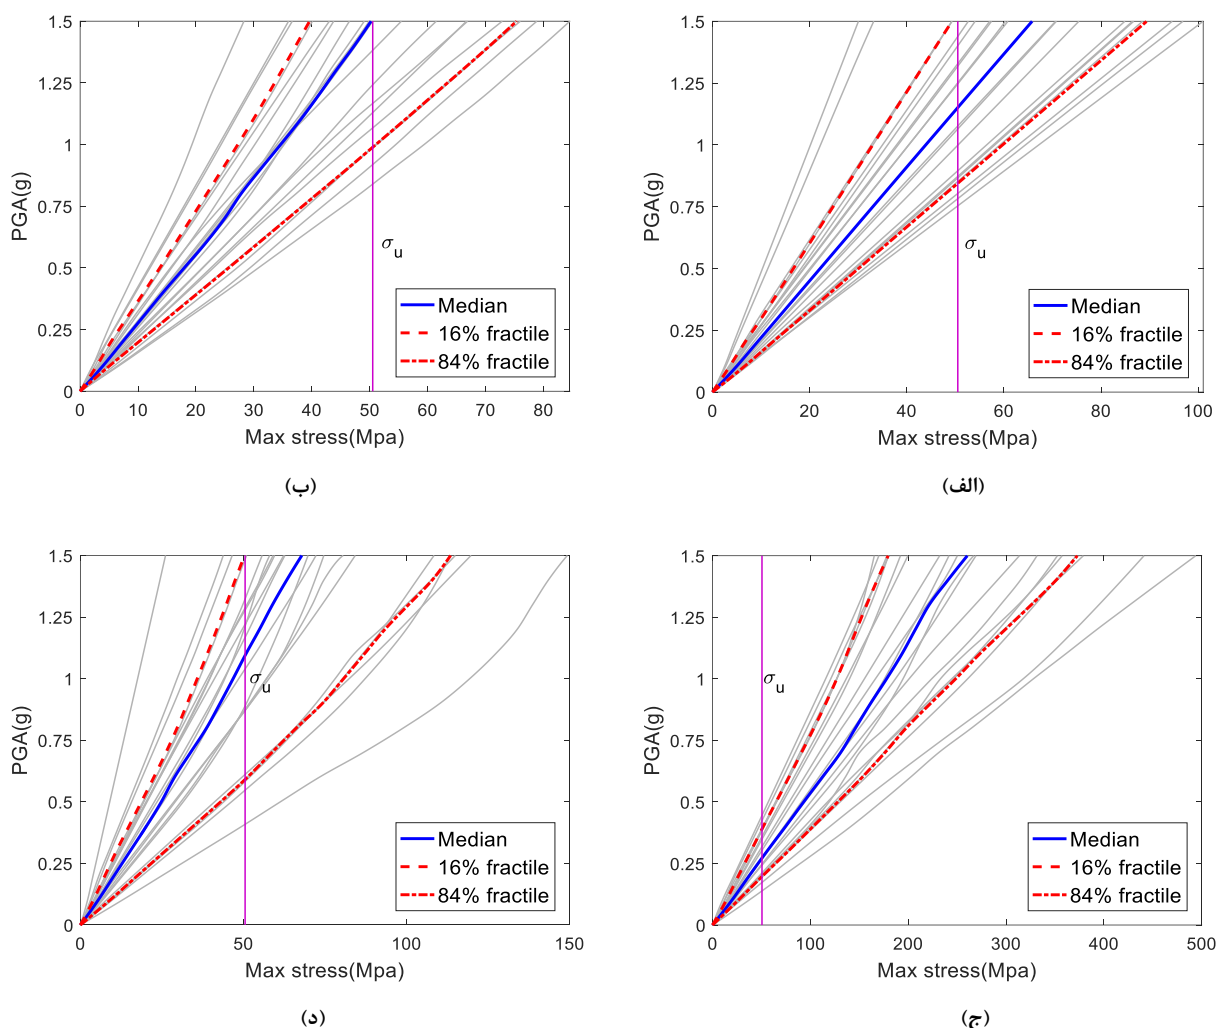 1.5
1.25
1
0.75
0.5
0.25
0
PGA(g)
σu
Median
16% fractile
84% fractile
0 10 20 30 40 50 60 70 80
Max stress(Mpa)
(ب)
1.5
1.25
1
0.75
0.5
0.25
0
PGA(g)
σu
Median
16% fractile
84% fractile
0 20 40 60 80 100
Max stress(Mpa)
(الف)
1.5
1.25
1
0.75
0.5
0.25
0
PGA(g)
σu
Median
16% fractile
84% fractile
0 50 100 150
Max stress(Mpa)
(د)
1.5
1.25
1
0.75
0.5
0.25
0
PGA(g)
σu
Median
16% fractile
84% fractile
0 100 200 300 400 500
Max stress(Mpa)
(ج)